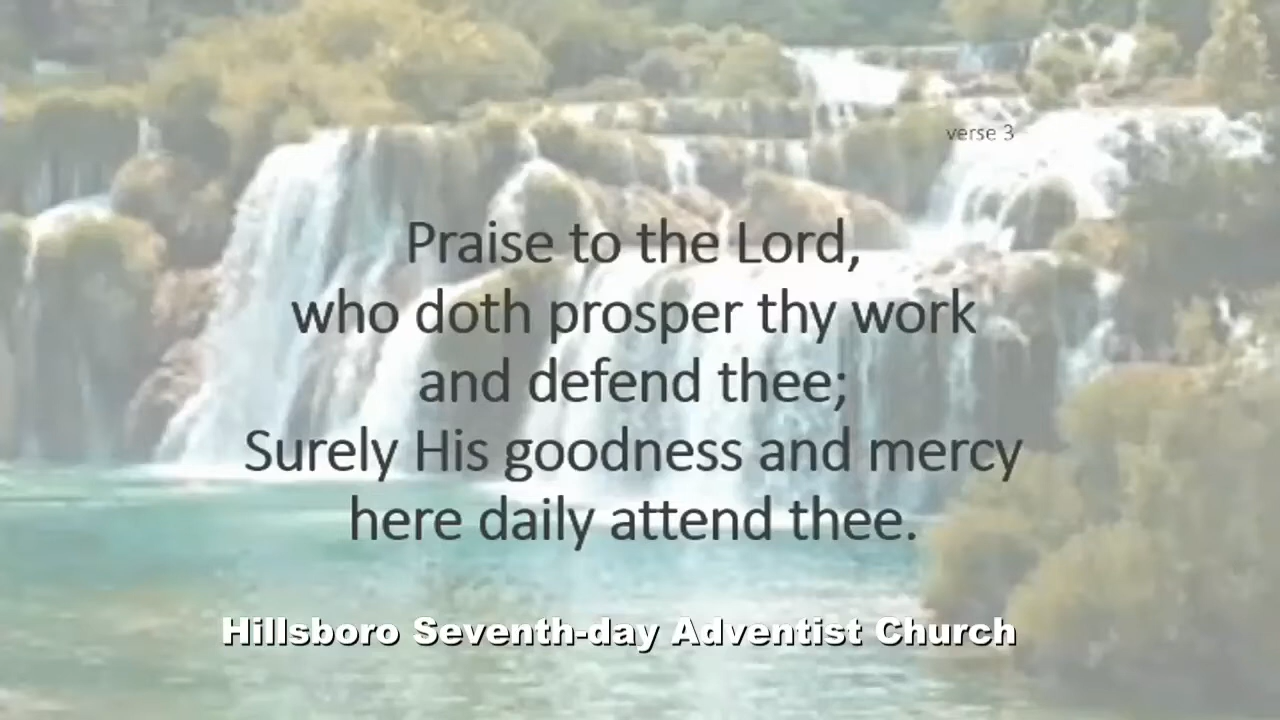 verse 3
Praise to the Lord,
who doth prosper thy work
and defend thee;
Surely His goodness and mercy
here daily attend thee.
Hillsboro Seventh-day Adventist Church